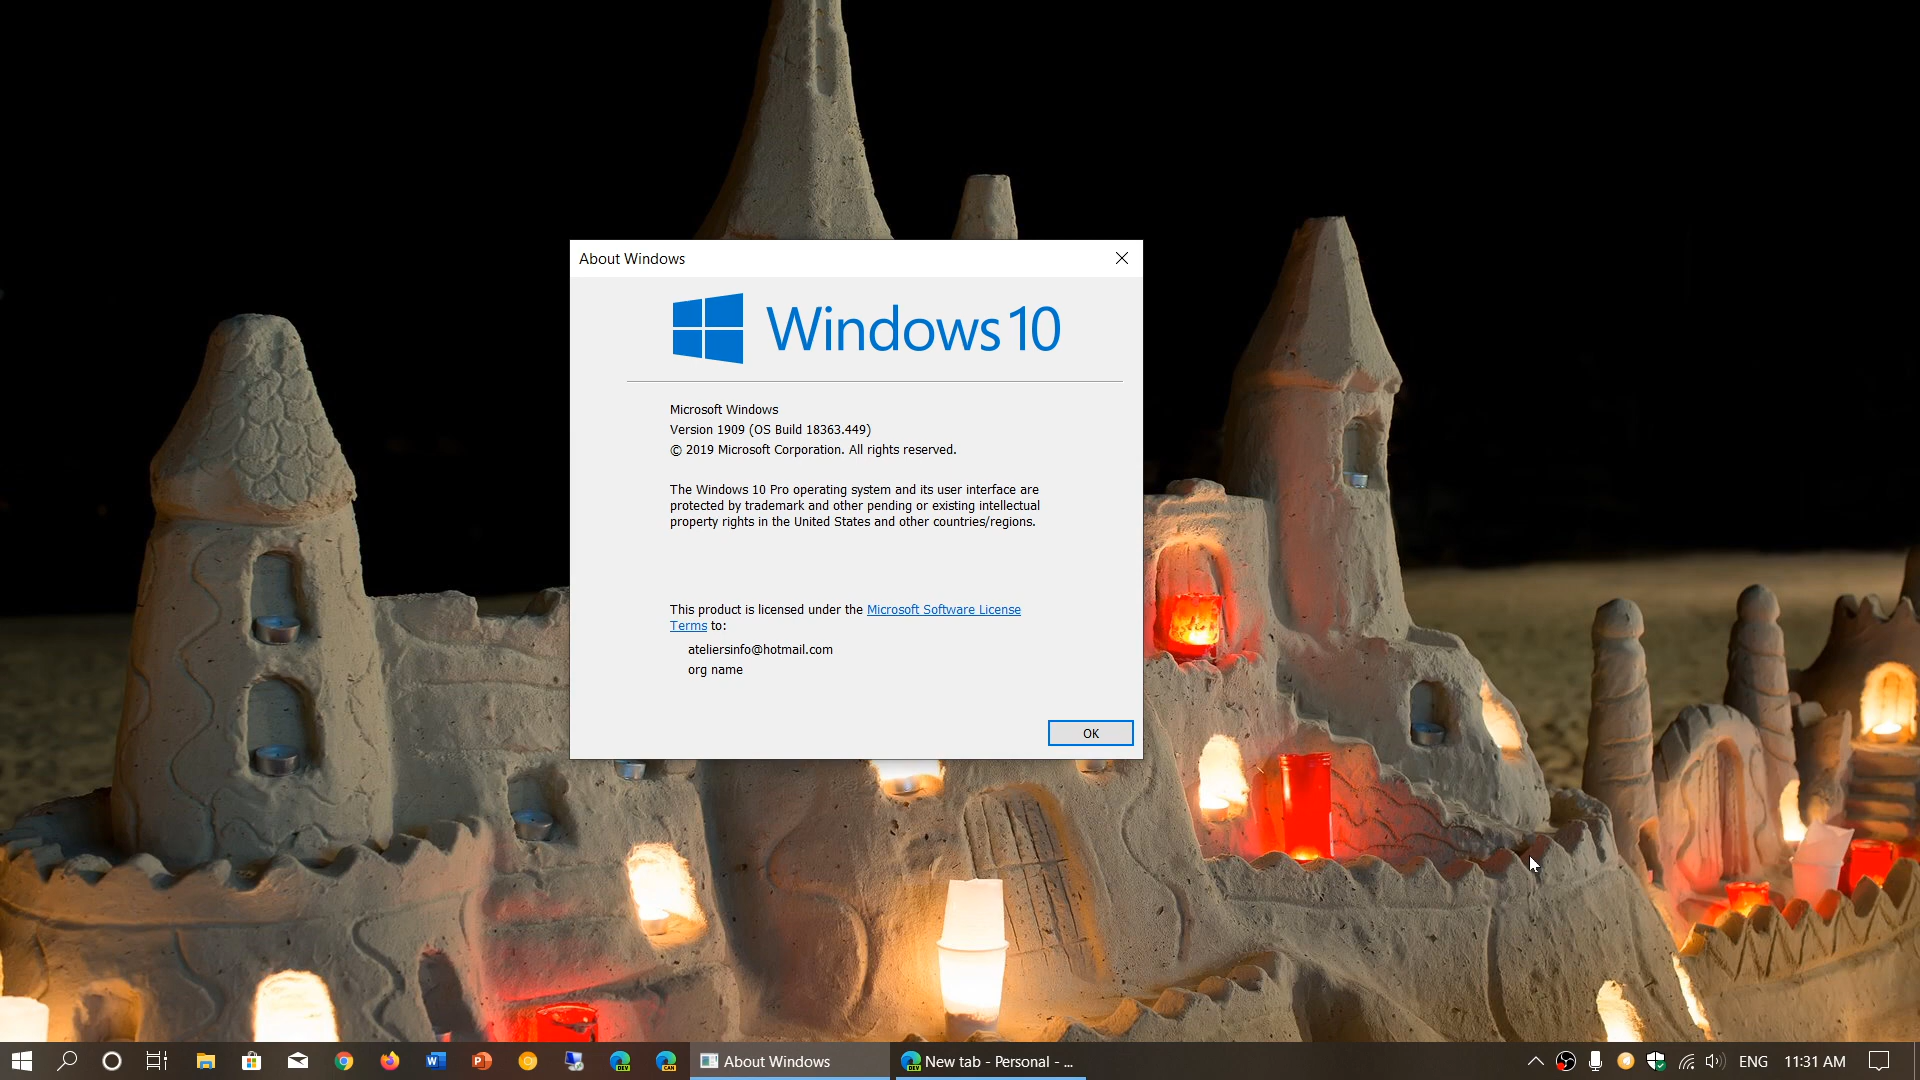 About Windows
Windows 10
Microsoft Windows
Version 1909 (OS Build 18363.449)
© 2019 Microsoft Corporation. All rights reserved.
The Windows 10 Pro operating system and its user interface are
protected by trademark and other pending or existing intellectual
property rights in the United States and other countries/regions.
This product is licensed under the Microsoft Software License
Terms to:
ateliersinfo@hotmail.com
org name
OK
DEV
CAN
About Windows
DEV
New tab - Personal - ...
ENG
11:31 AM